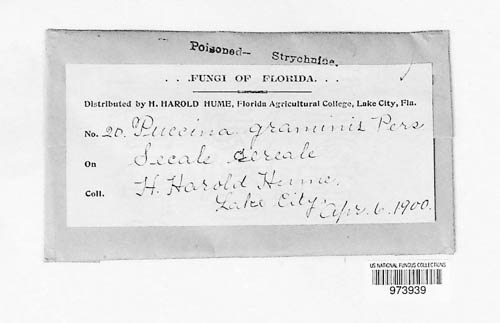 Poisoned— Strychnine.
. . .FUNGI OF FLORIDA. . .
Distributed by H. HAROLD HUME, Florida Agricultural College, Lake City, Fla.
No. 20. Puccina graminis Pers
On Secale cereale
Coll. H. Harold Hume.
Lake City Apr. 6. 1900.
US NATIONAL FUNGUS COLLECTIONS
973939